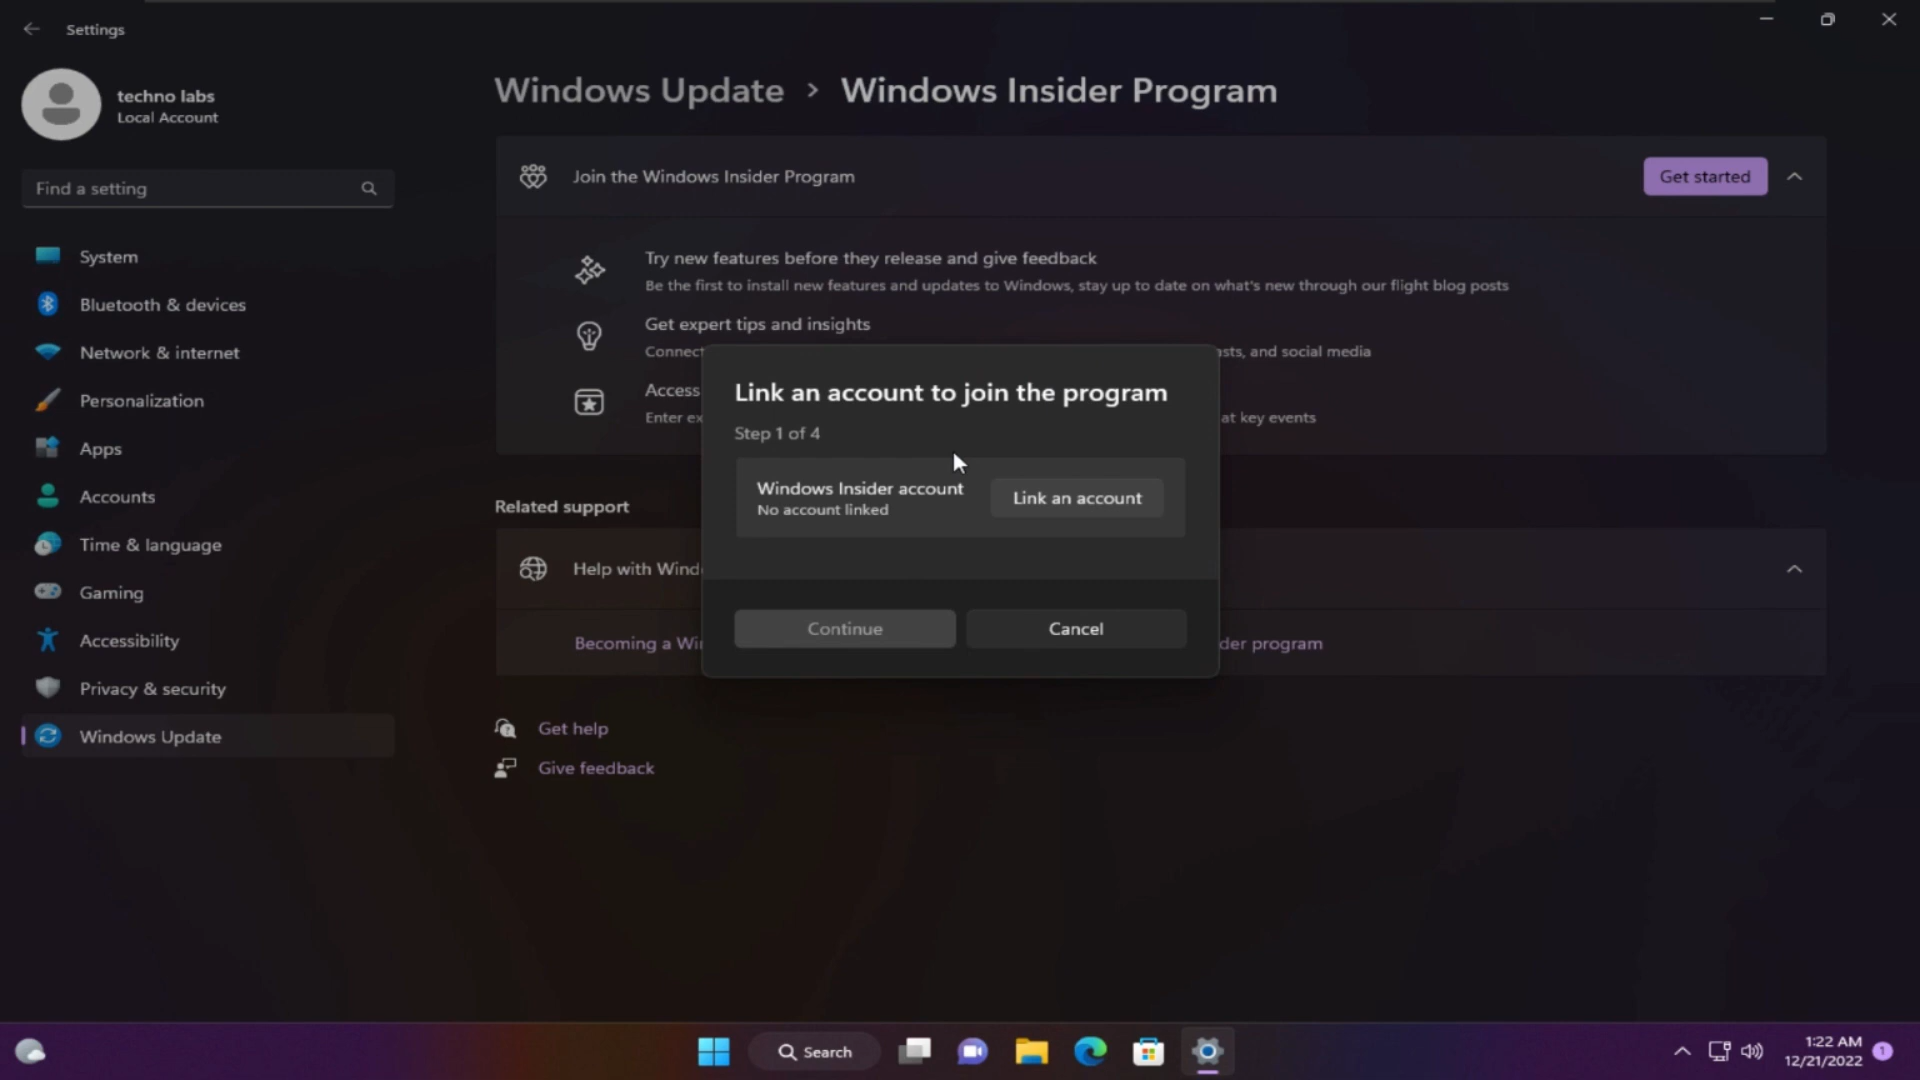 Settings
techno labs
Local Account
Find a setting
System
Bluetooth & devices
Network & internet
Personalization
Apps
Accounts
Time & language
Gaming
Accessibility
Privacy & security
Windows Update
Windows Update > Windows Insider Program
Join the Windows Insider Program
Get started
Try new features before they release and give feedback
Be the first to install new features and updates to Windows, stay up to date on what's new through our flight blog posts
Get expert tips and insights
and social media
Access
Enter
at key events
Link an account to join the program
Step 1 of 4
Windows Insider account
No account linked
Link an account
Continue
Cancel
Related support
Help with
Becoming a
program
Get help
Give feedback
Search
1:22 AM
12/21/2022
1